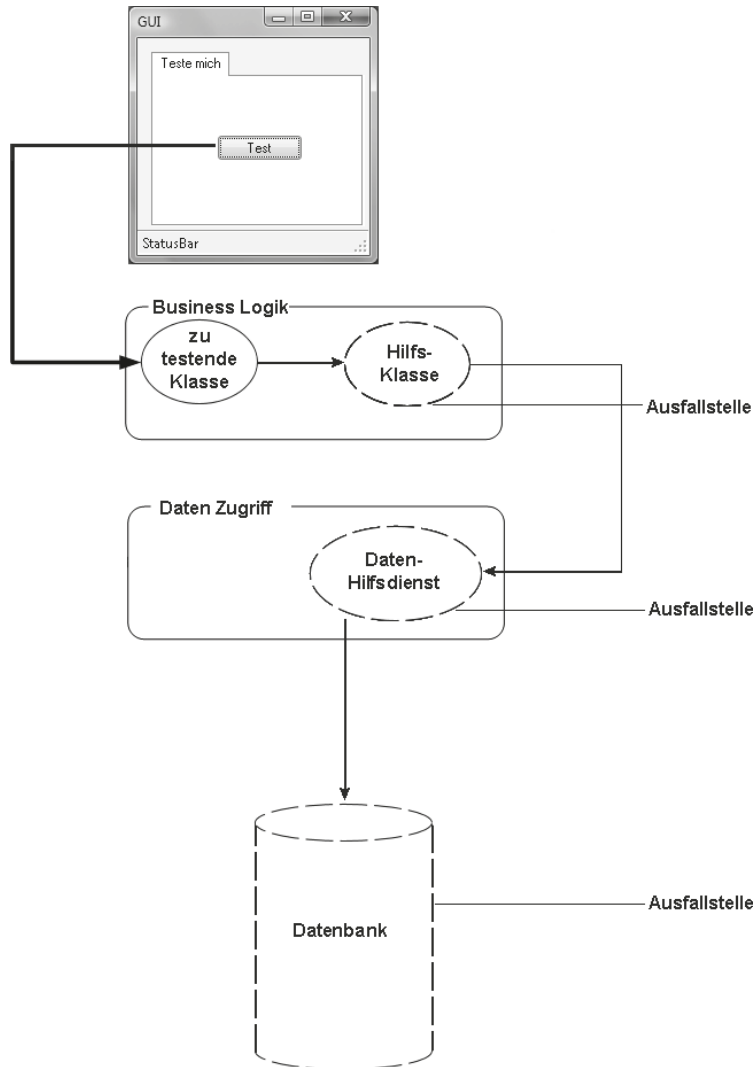 GUI
Teste mich
Test
StatusBar
Business Logik
zu
testende
Klasse
Hilfs-
Klasse
Ausfallstelle
Daten Zugriff
Daten-
Hilfsdienst
Ausfallstelle
Datenbank
Ausfallstelle